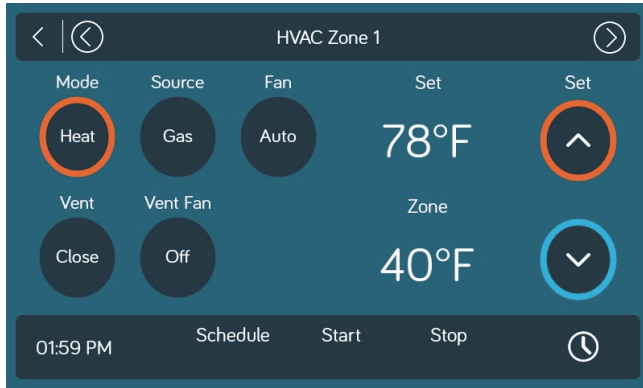 HVAC Zone 1
Mode Source Fan Set Set
Heat Gas Auto 78°F
Vent Vent Fan Zone
Close Off 40°F
01:59 PM Schedule Start Stop